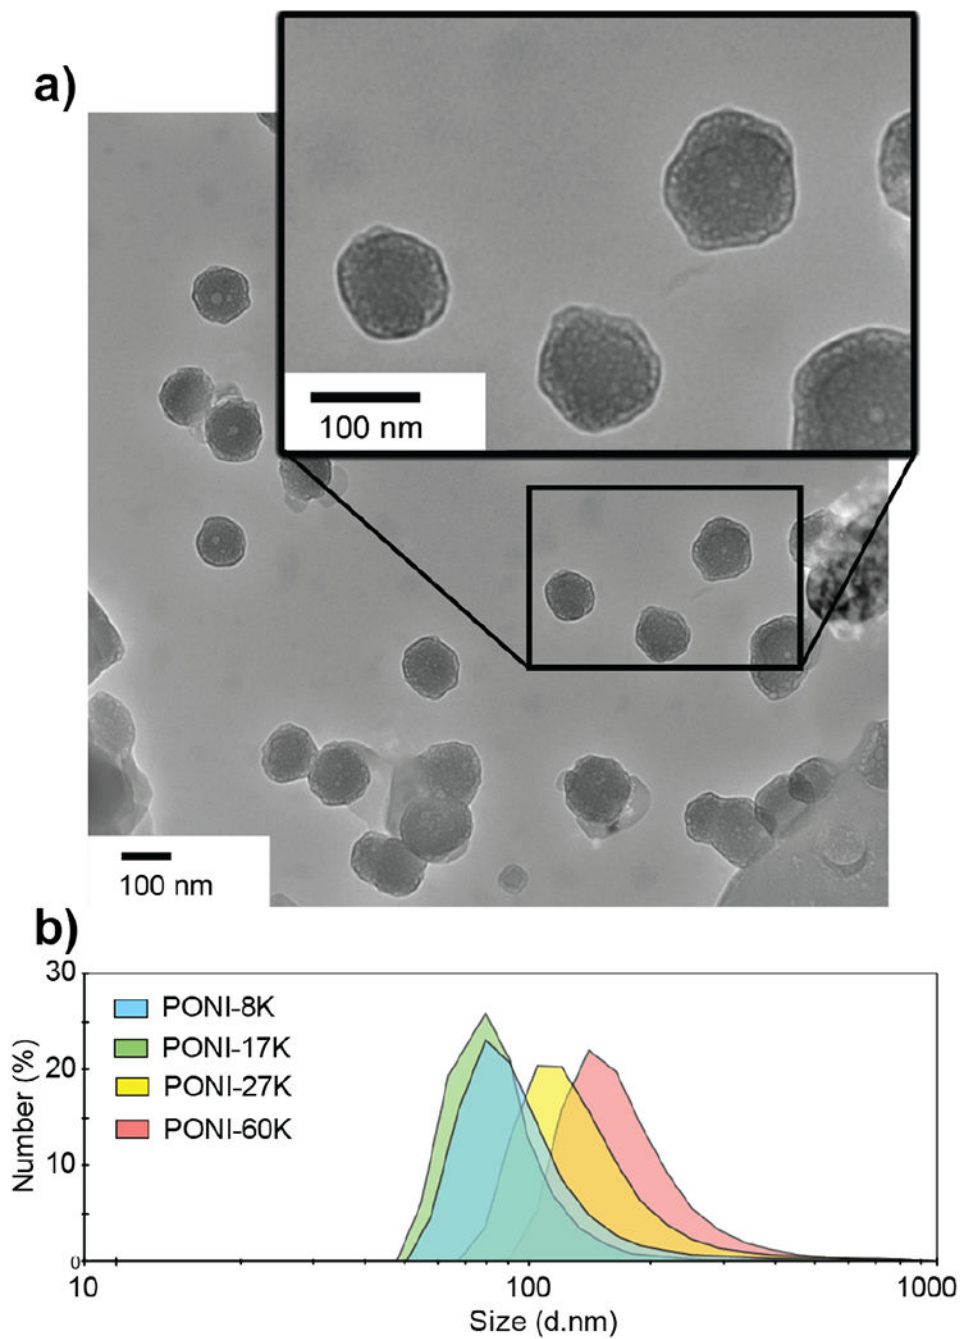 a)
100 nm
100 nm
b)
30
20
10
0
Number (%)
PONI-8K
PONI-17K
PONI-27K
PONI-60K
10
100
1000
Size (d.nm)